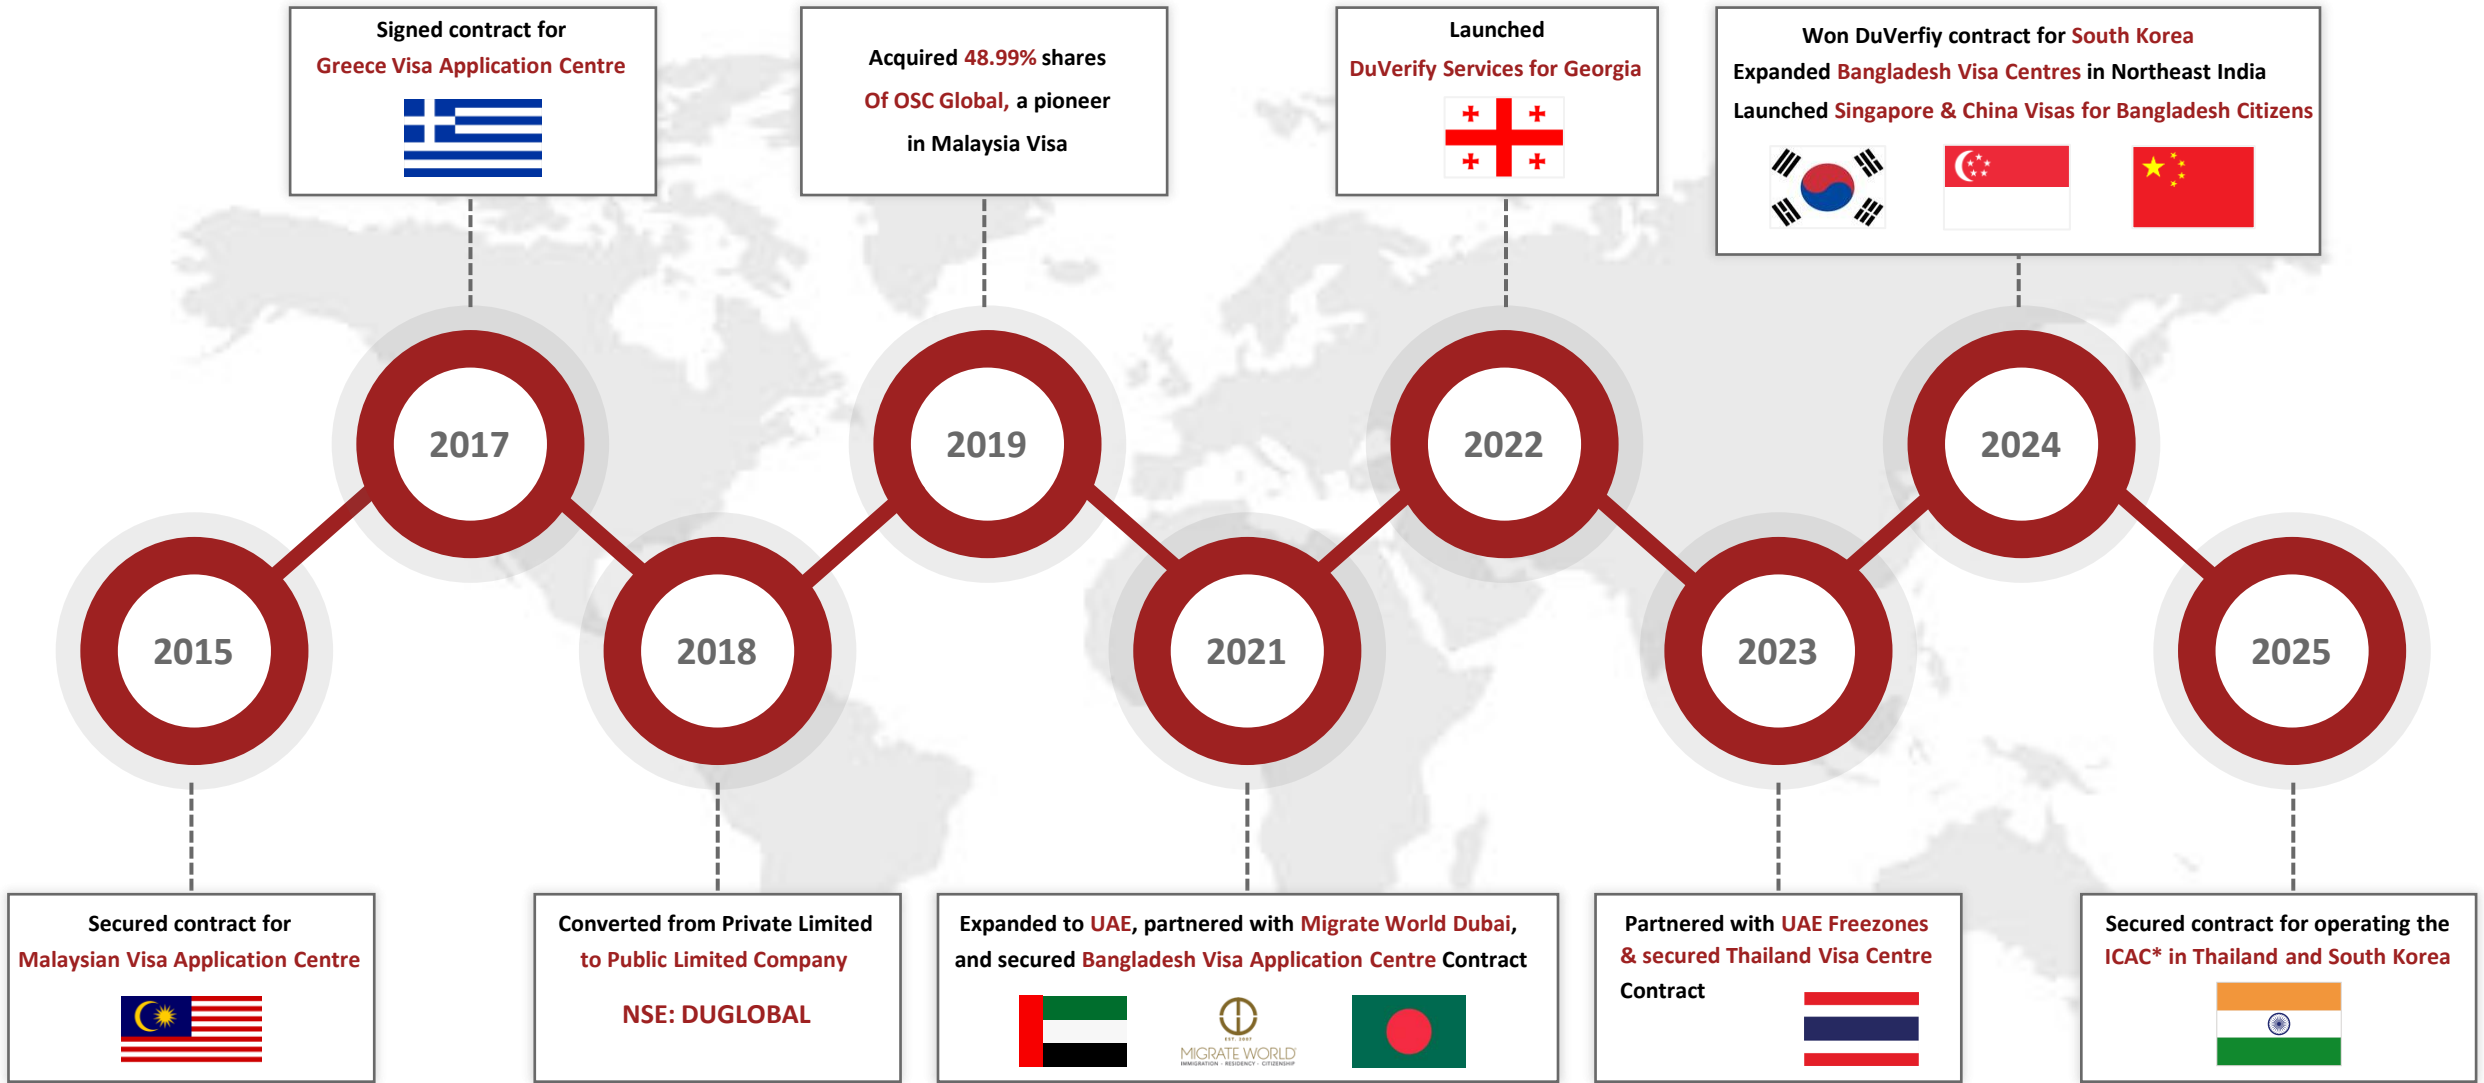 Signed contract for
Greece Visa Application Centre
Acquired 48.99% shares
Of OSC Global, a pioneer
in Malaysia Visa
Launched
DuVerify Services for Georgia
Won DuVerfiy contract for South Korea
Expanded Bangladesh Visa Centres in Northeast India
Launched Singapore & China Visas for Bangladesh Citizens
2017
2019
2022
2024
2015
2018
2021
2023
2025
Secured contract for
Malaysian Visa Application Centre
Converted from Private Limited
to Public Limited Company
NSE: DUGLOBAL
Expanded to UAE, partnered with Migrate World Dubai,
and secured Bangladesh Visa Application Centre Contract
EST. 2007
MIGRATE WORLD
IMMIGRATION - RESIDENCY - CITIZENSHIP
Partnered with UAE Freezones
& secured Thailand Visa Centre
Contract
Secured contract for operating the
ICAC* in Thailand and South Korea